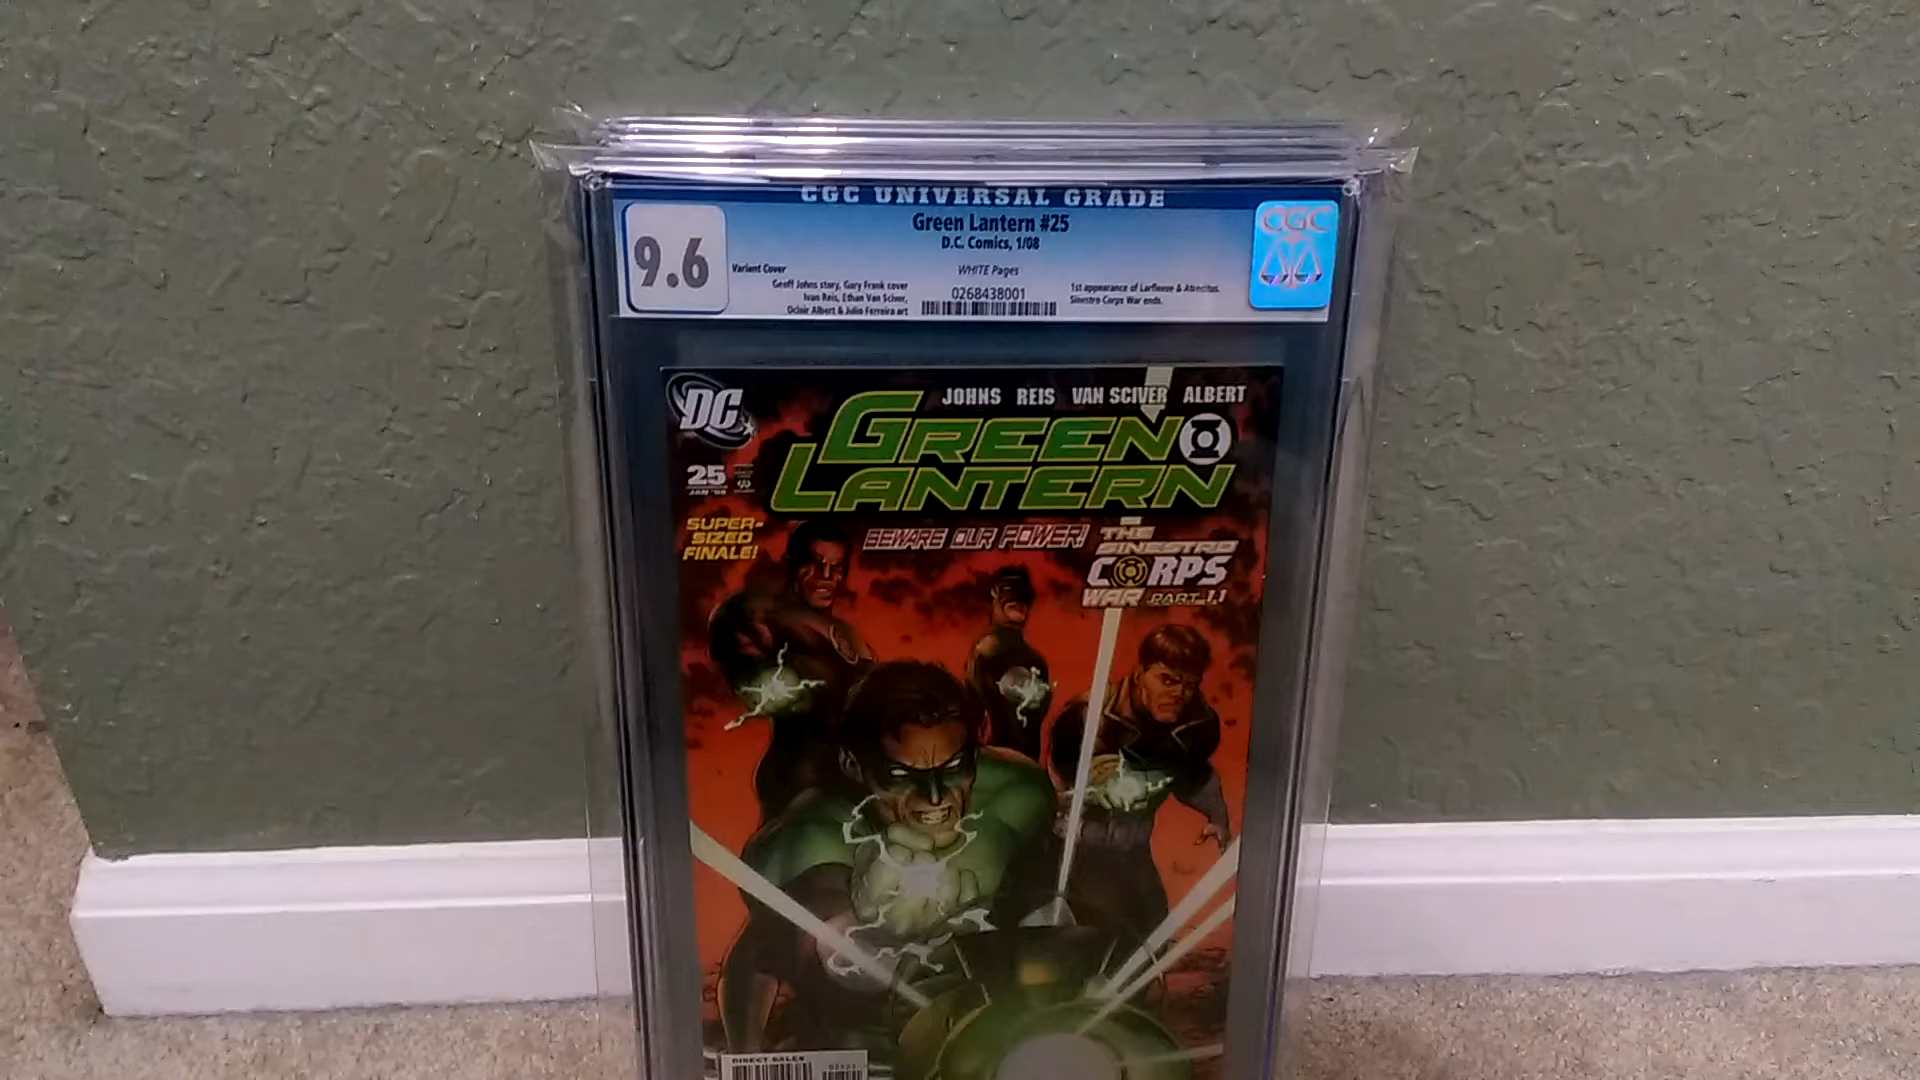 CGC UNIVERSAL GRADE
Green Lantern #25
D.C. Comics, 1/08
9.6
CGC
WHITE Pages
Variant Cover
Geoff Johns story, Gary Frank cover
Ivan Reis, Ethan Van Sciver,
Oclair Albert & Julio Ferreira art
0268438001
1st appearance of Larfleeze & Atrocitus.
Sinestro Corps War ends.
DC
JOHNS REIS VAN SCIVER ALBERT
GREEN
LANTERN
25
JAN '08
SUPER-
SIZED
FINALE!
BEWARE OUR POWER!
THE
SINESTRO
CORPS
WAR PART 11
DIRECT SALES